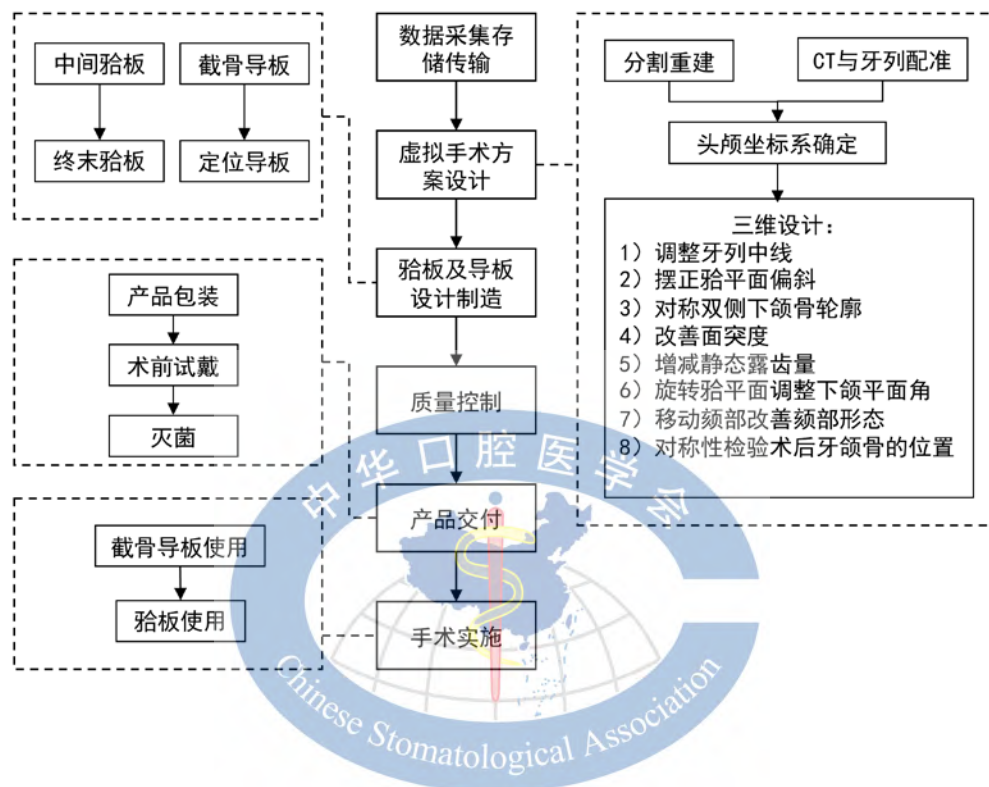 中间𬌗板
截骨导板
终末𬌗板
定位导板
产品包装
术前试戴
灭菌
截骨导板使用
𬌗板使用
数据采集存
储传输
虚拟手术方
案设计
𬌗板及导板
设计制造
质量控制
产品交付
手术实施
分割重建
CT与牙列配准
头颅坐标系确定
三维设计：
1）调整牙列中线
2）摆正𬌗平面偏斜
3）对称双侧下颌骨轮廓
4）改善面突度
5）增减静态露齿量
6）旋转𬌗平面调整下颌平面角
7）移动颏部改善颏部形态
8）对称性检验术后牙颌骨的位置
中华口腔医学会
Chinese Stomatological Association